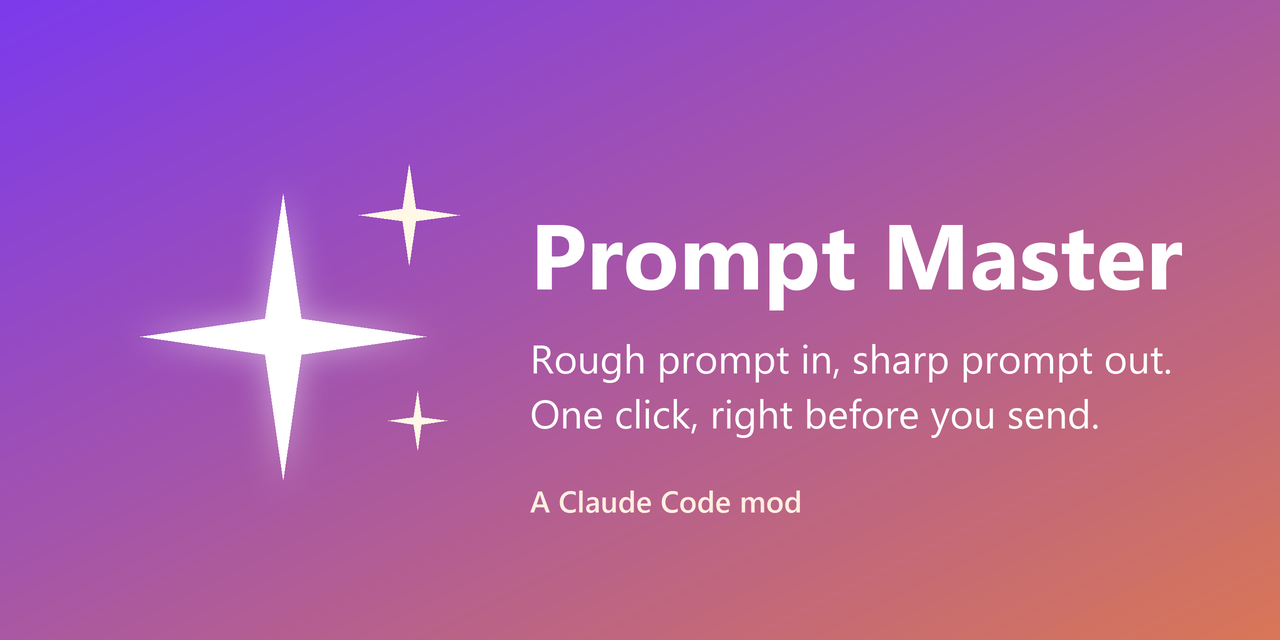 Prompt Master
Rough prompt in, sharp prompt out.
One click, right before you send.
A Claude Code mod